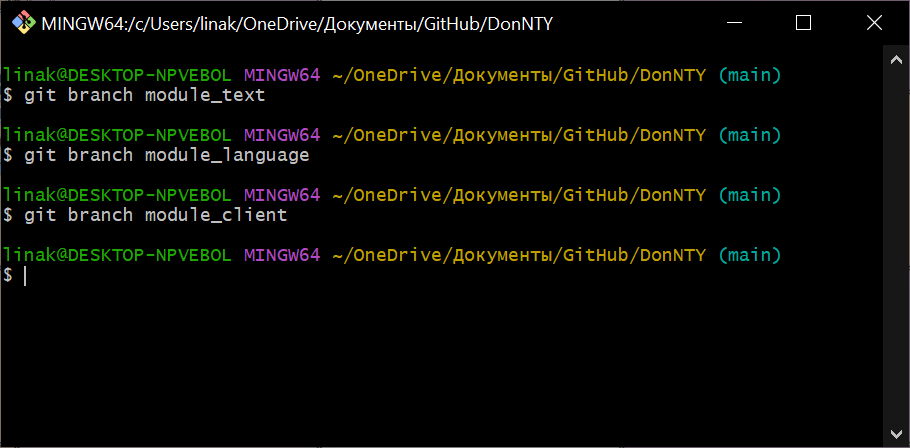 MINGW64:/c/Users/linak/OneDrive/Документы/GitHub/DonNTY
linak@DESKTOP-NPVEBOL MINGW64 ~/OneDrive/Документы/GitHub/DonNTY (main)
$ git branch module_text
linak@DESKTOP-NPVEBOL MINGW64 ~/OneDrive/Документы/GitHub/DonNTY (main)
$ git branch module_language
linak@DESKTOP-NPVEBOL MINGW64 ~/OneDrive/Документы/GitHub/DonNTY (main)
$ git branch module_client
linak@DESKTOP-NPVEBOL MINGW64 ~/OneDrive/Документы/GitHub/DonNTY (main)
$